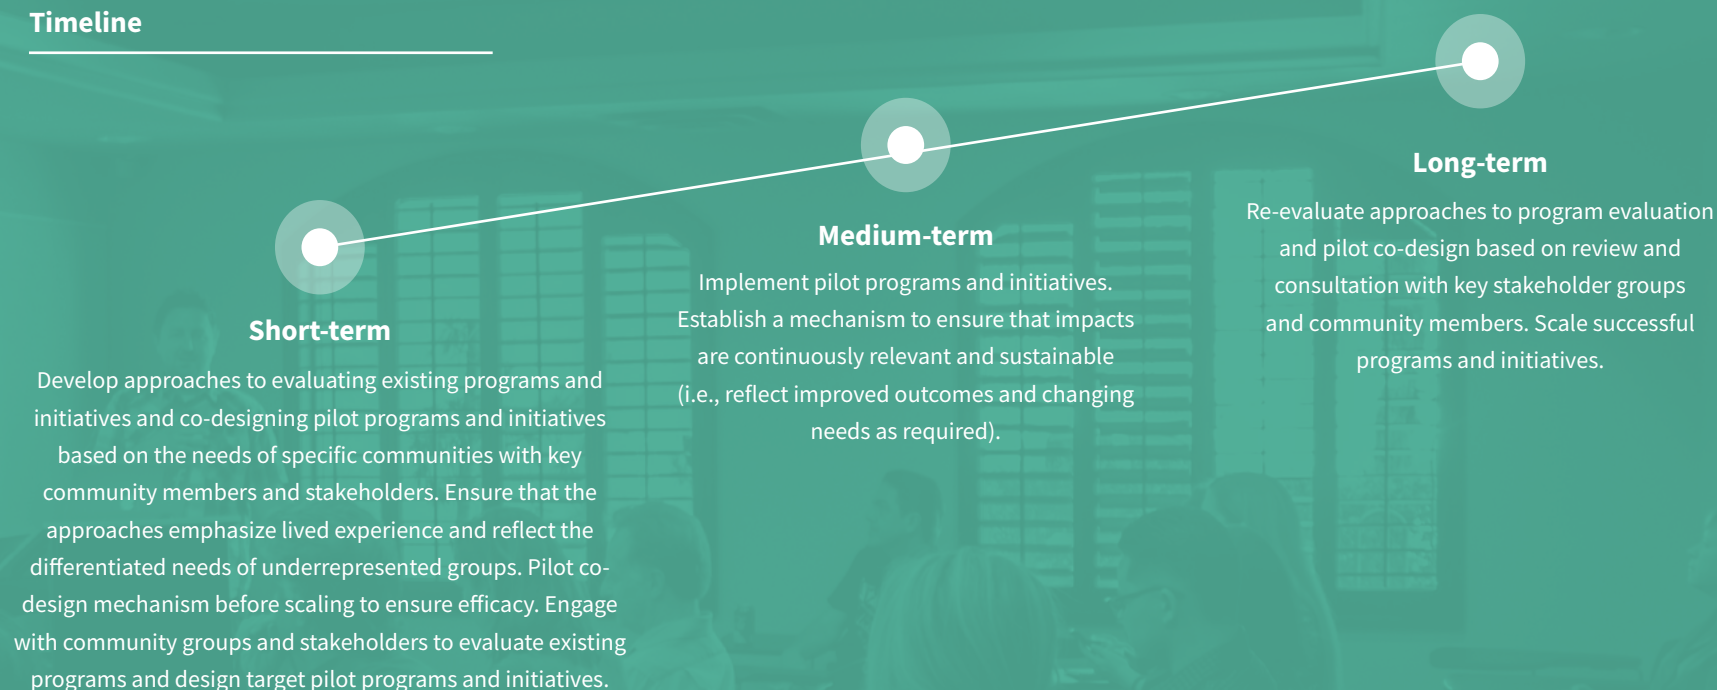 Timeline
Short-term
Develop approaches to evaluating existing programs and
initiatives and co-designing pilot programs and initiatives
based on the needs of specific communities with key
community members and stakeholders. Ensure that the
approaches emphasize lived experience and reflect the
differentiated needs of underrepresented groups. Pilot co-
design mechanism before scaling to ensure efficacy. Engage
with community groups and stakeholders to evaluate existing
programs and design target pilot programs and initiatives.
Medium-term
Implement pilot programs and initiatives.
Establish a mechanism to ensure that impacts
are continuously relevant and sustainable
(i.e., reflect improved outcomes and changing
needs as required).
Long-term
Re-evaluate approaches to program evaluation
and pilot co-design based on review and
consultation with key stakeholder groups
and community members. Scale successful
programs and initiatives.